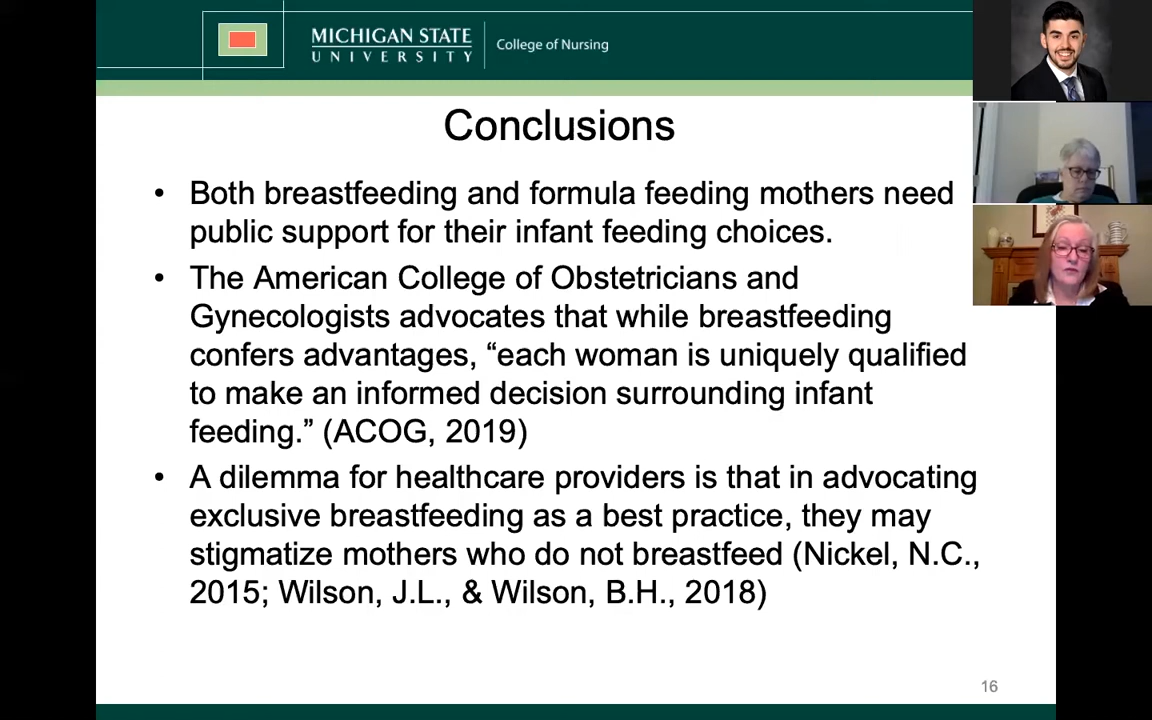 MICHIGAN STATE
UNIVERSITY
College of Nursing
Conclusions
• Both breastfeeding and formula feeding mothers need
public support for their infant feeding choices.
• The American College of Obstetricians and
Gynecologists advocates that while breastfeeding
confers advantages, “each woman is uniquely qualified
to make an informed decision surrounding infant
feeding.” (ACOG, 2019)
• A dilemma for healthcare providers is that in advocating
exclusive breastfeeding as a best practice, they may
stigmatize mothers who do not breastfeed (Nickel, N.C.,
2015; Wilson, J.L., & Wilson, B.H., 2018)
16